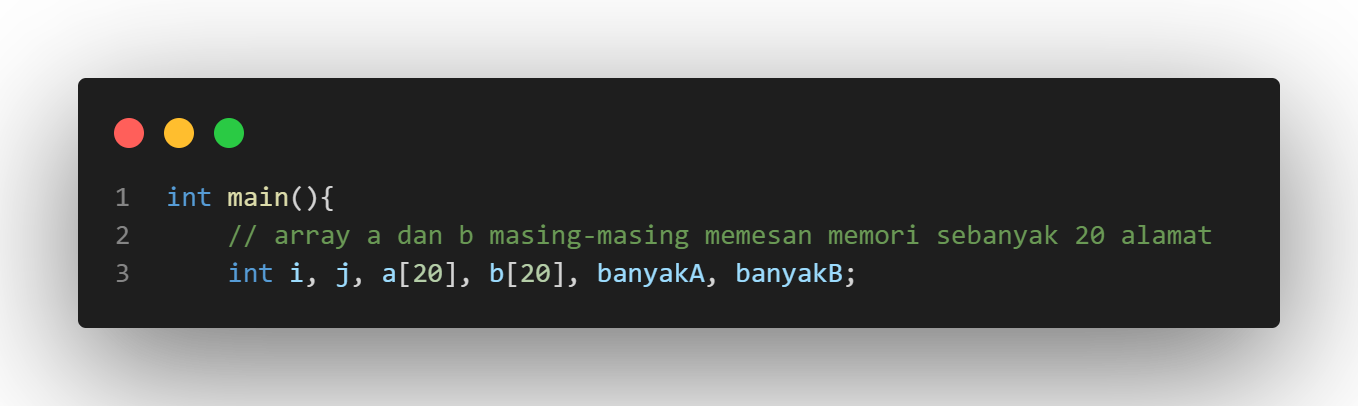 1 int main(){
2     // array a dan b masing-masing memesan memori sebanyak 20 alamat
3     int i, j, a[20], b[20], banyakA, banyakB;